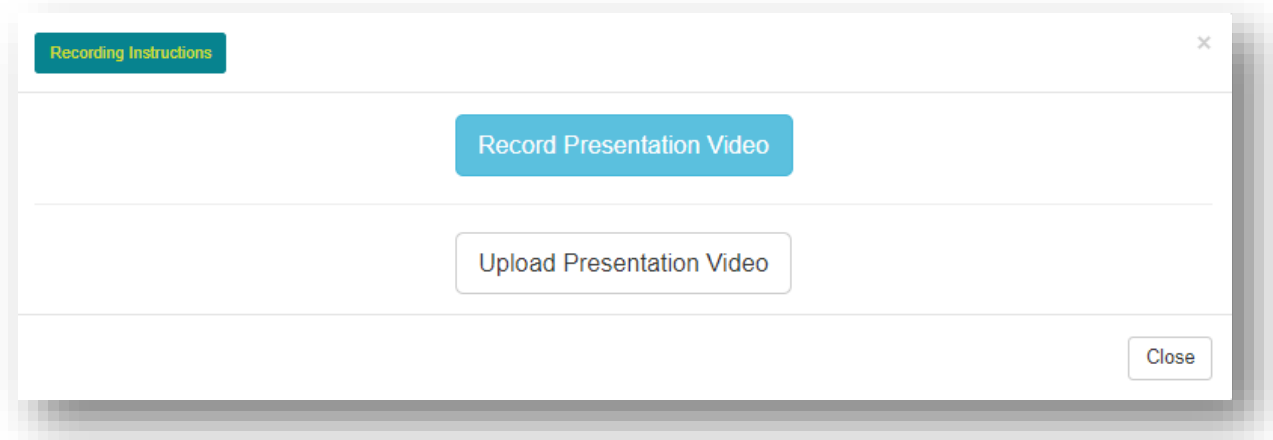 Recording Instructions
×
Record Presentation Video
Upload Presentation Video
Close